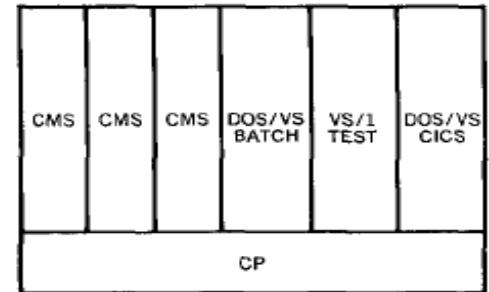 CMS CMS CMS DOS/VS VS/1 DOS/VS
BATCH TEST CICS
CP